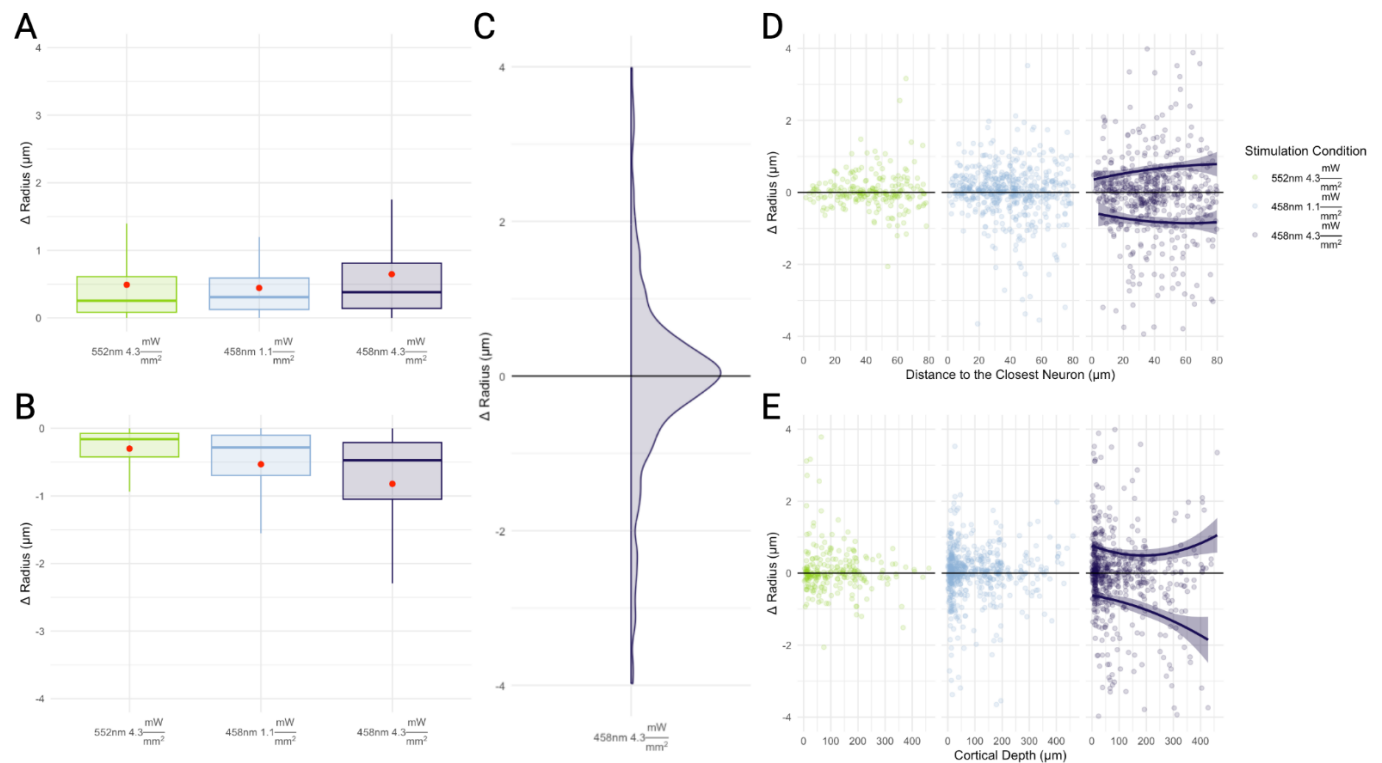 A
4
3
2
1
0
Δ Radius (µm)
552nm 4.3 mW/mm²
458nm 1.1 mW/mm²
458nm 4.3 mW/mm²
B
0
-1
-2
-3
-4
Δ Radius (µm)
552nm 4.3 mW/mm²
458nm 1.1 mW/mm²
458nm 4.3 mW/mm²
C
4
2
0
-2
-4
Δ Radius (µm)
458nm 4.3 mW/mm²
D
4
2
0
-2
-4
Δ Radius (µm)
0 20 40 60 80 0 20 40 60 80 0 20 40 60 80
Distance to the Closest Neuron (µm)
Stimulation Condition
552nm 4.3 mW/mm²
458nm 1.1 mW/mm²
458nm 4.3 mW/mm²
E
4
2
0
-2
-4
Δ Radius (µm)
0 100 200 300 400 0 100 200 300 400 0 100 200 300 400
Cortical Depth (µm)